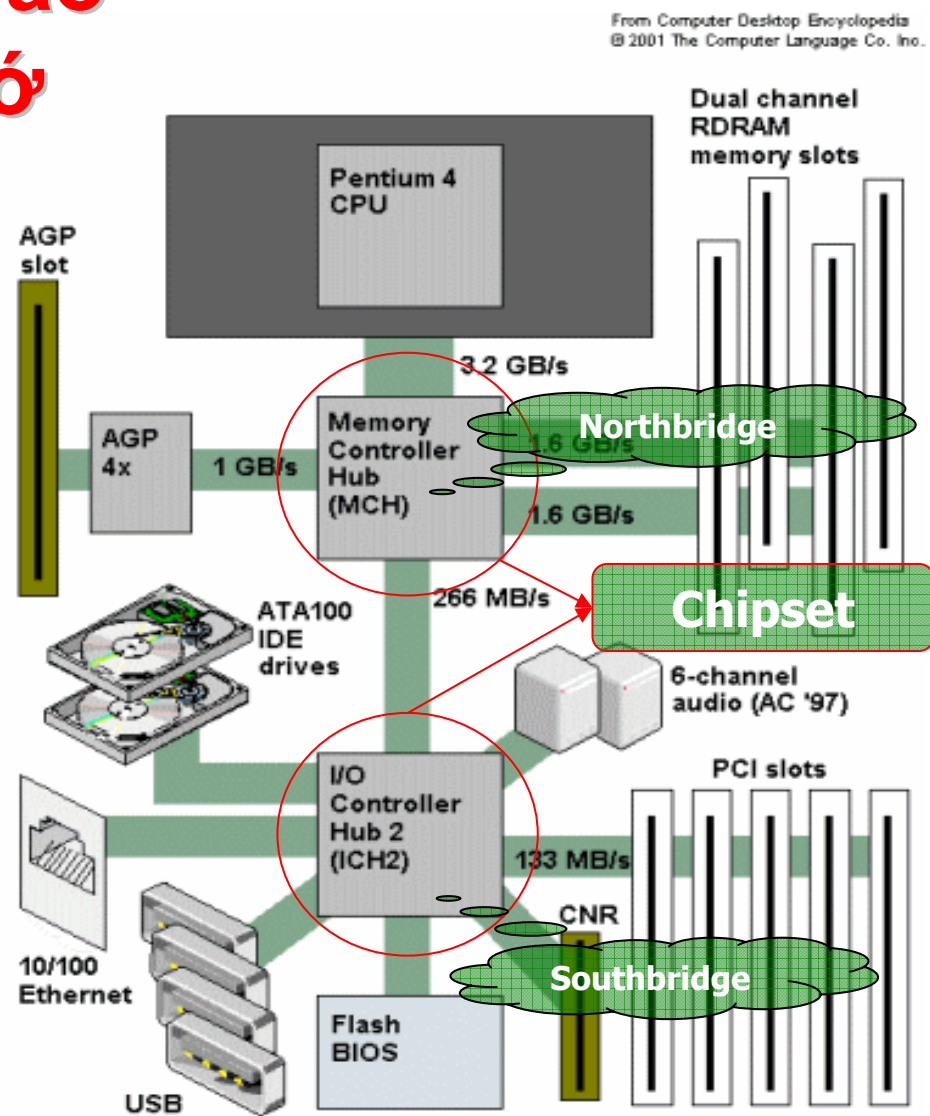 ớ
From Computer Desktop Encyclopedia
© 2001 The Computer Language Co. Inc.
Dual channel
RDRAM
memory slots
Pentium 4
CPU
AGP
slot
3.2 GB/s
Memory
Controller
Hub
(MCH)
Northbridge
1.6 GB/s
AGP
4x
1 GB/s
1.6 GB/s
266 MB/s
Chipset
ATA100
IDE
drives
6-channel
audio (AC '97)
PCI slots
I/O
Controller
Hub 2
(ICH2)
133 MB/s
CNR
10/100
Ethernet
Southbridge
Flash
BIOS
USB